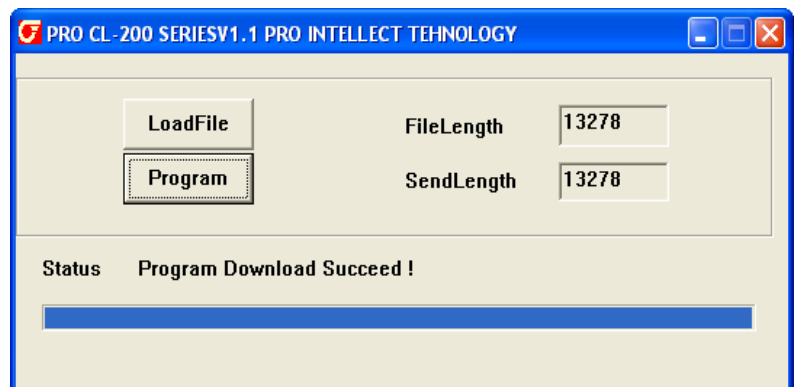 PRO CL-200 SERIESV1.1 PRO INTELLECT TEHNOLOGY
LoadFile
FileLength 13278
Program
SendLength 13278
Status Program Download Succeed !